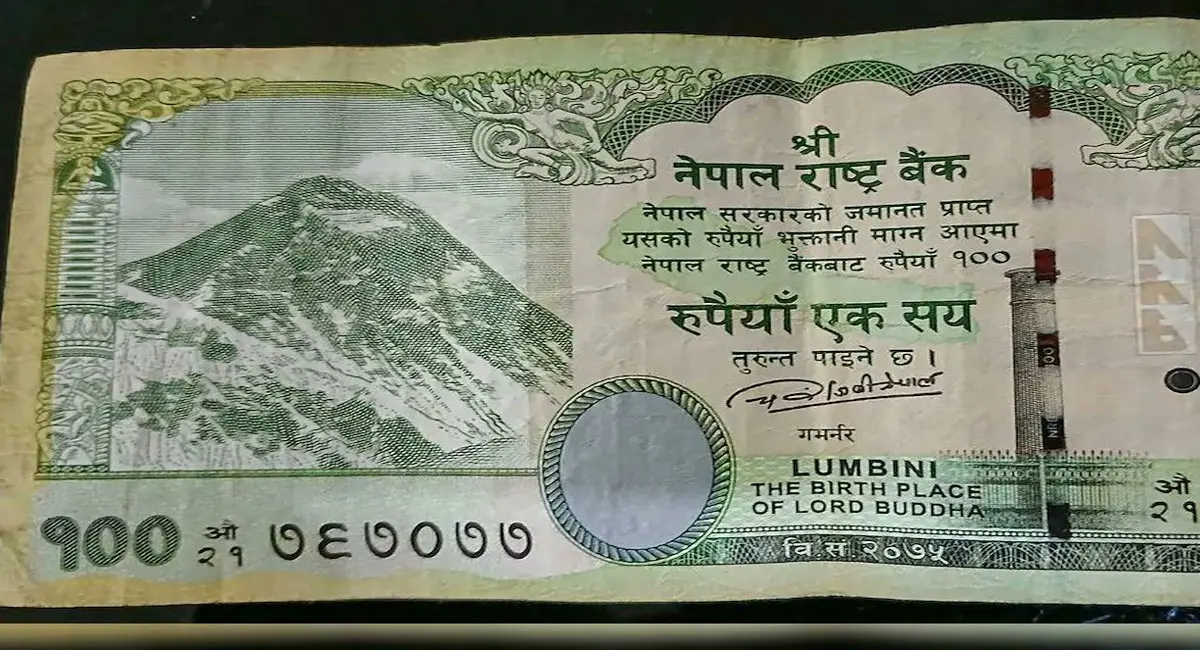 श्री
नेपाल राष्ट्र बैंक
नेपाल सरकारको जमानत प्राप्त
यसको रुपैयाँ भुक्तानी माग्न आएमा
नेपाल राष्ट्र बैंकबाट रुपैयाँ १००
रुपैयाँ एक सय
तुरुन्त पाइने छ ।
गभर्नर
LUMBINI
THE BIRTH PLACE
OF LORD BUDDHA
वि.सं.२०७५
१०० औ २१ ७६७०७७
औ २१
NRB